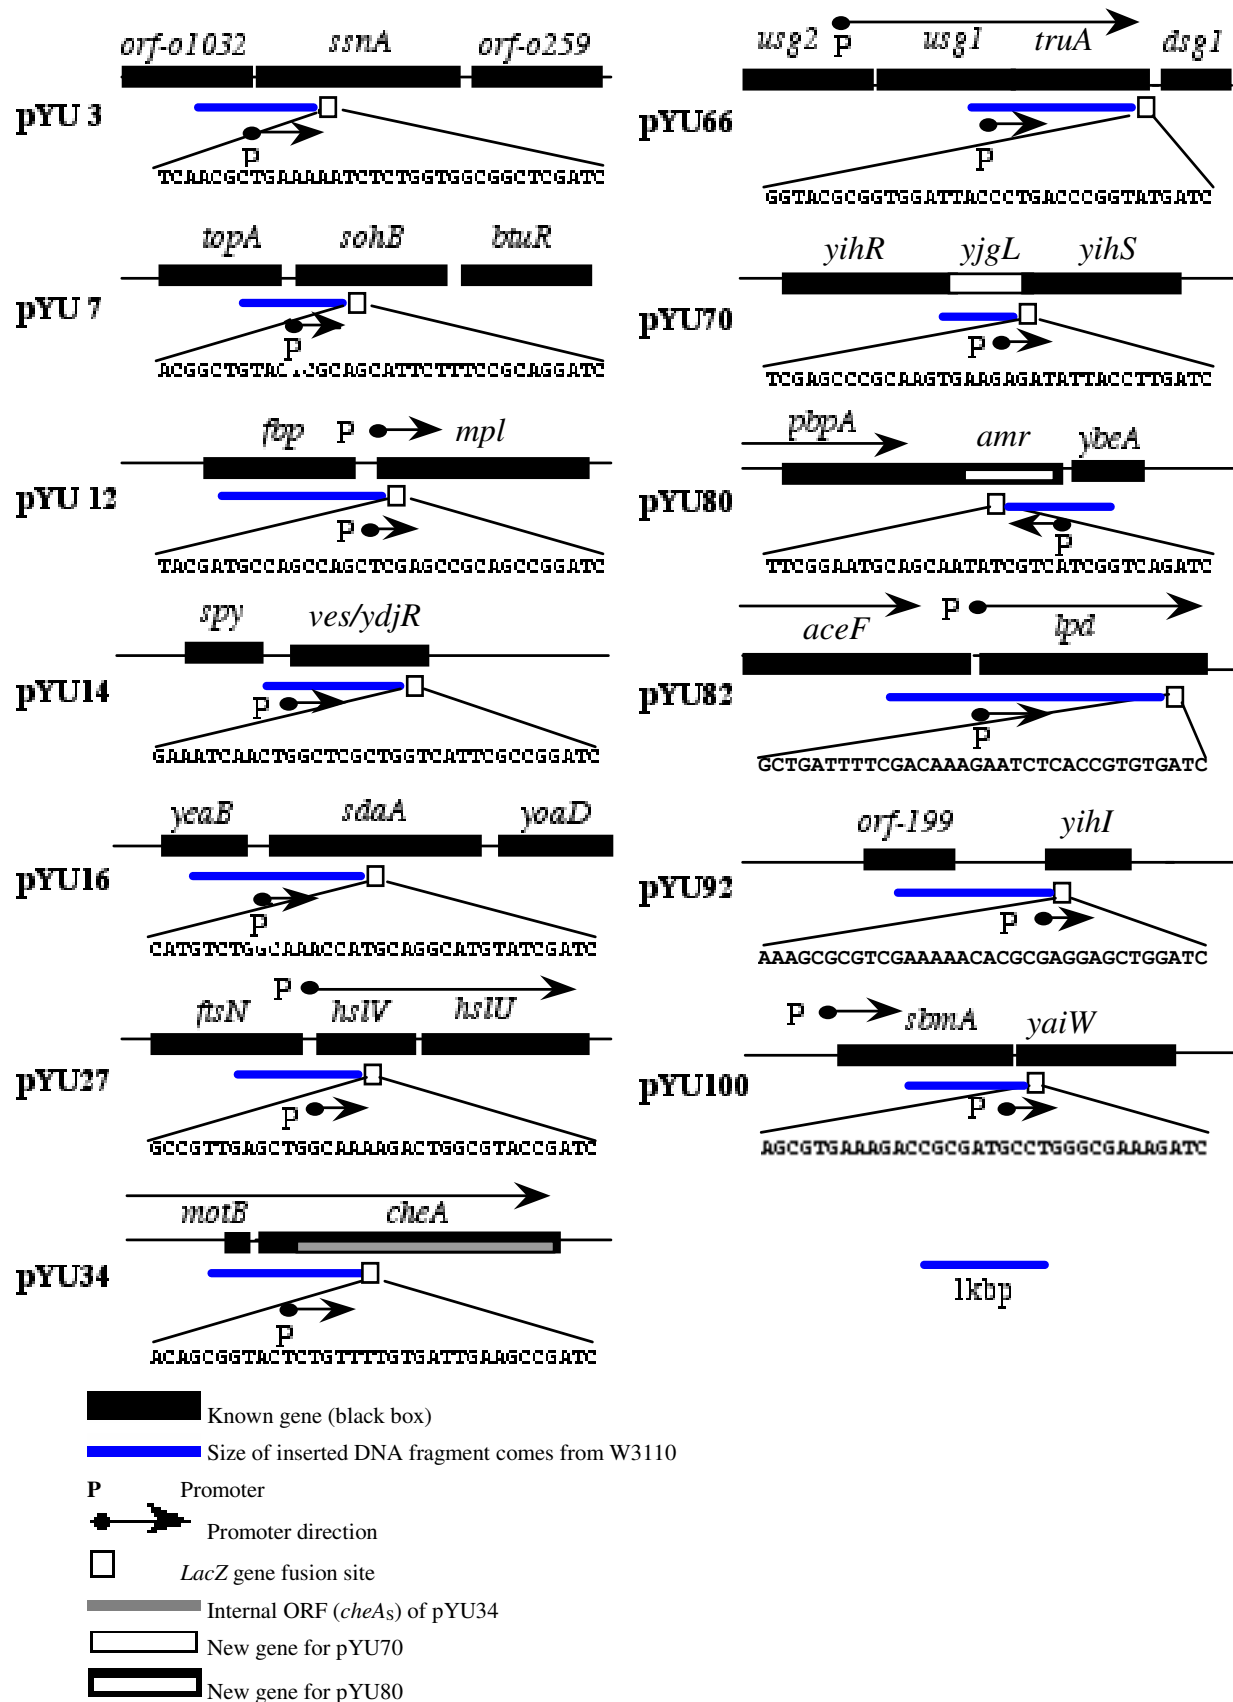 orf-o1032 ssnA orf-o259
pYU 3
P
TCAACGCTGAAAAATCTCTGGTGGCGGCTCGATC
topA sohB btuR
pYU 7
P
fbp P mpl
pYU 12
P
TACGATGCCAGCCAGCTCGAGCCGCAGCCGGATC
spy ves/ydjR
pYU14
P
GAAATCAACTGGCTCGCTGGTCATTCGCCGGATC
yeaB sdaA yoaD
pYU16
P
P
ftsN hslV hslU
pYU27
P
GCCGTTGAGCTGGCAAAAGACTGGCGTACCGATC
motB cheA
pYU34
P
ACAGCGGTACTCTGTTTTGTGATTGAAGCCGATC
usg2 P usg1 truA dsg1
pYU66
P
GGTACGCGGTGGATTACCCTGACCCGGTATGATC
yihR yjgL yihS
pYU70
P
TCGAGCCCGCAAGTGAAGAGATATTACCTTGATC
pbpA amr ybeA
pYU80
P
TTCGGAATGCAGCAATATCGTCATCGGTCAGATC
P
aceF lpd
pYU82
P
GCTGATTTTCGACAAAGAATCTCACCGTGTGATC
orf-199 yihI
pYU92
P
AAAGCGCGTCGAAAAACACGCGAGGAGCTGGATC
P sbmA yaiW
pYU100
P
AGCGTGAAAGACCGCGATGCCTGGGCGAAAGATC
1kbp
Known gene (black box)
Size of inserted DNA fragment comes from W3110
P Promoter
Promoter direction
LacZ gene fusion site
Internal ORF (cheAs) of pYU34
New gene for pYU70
New gene for pYU80